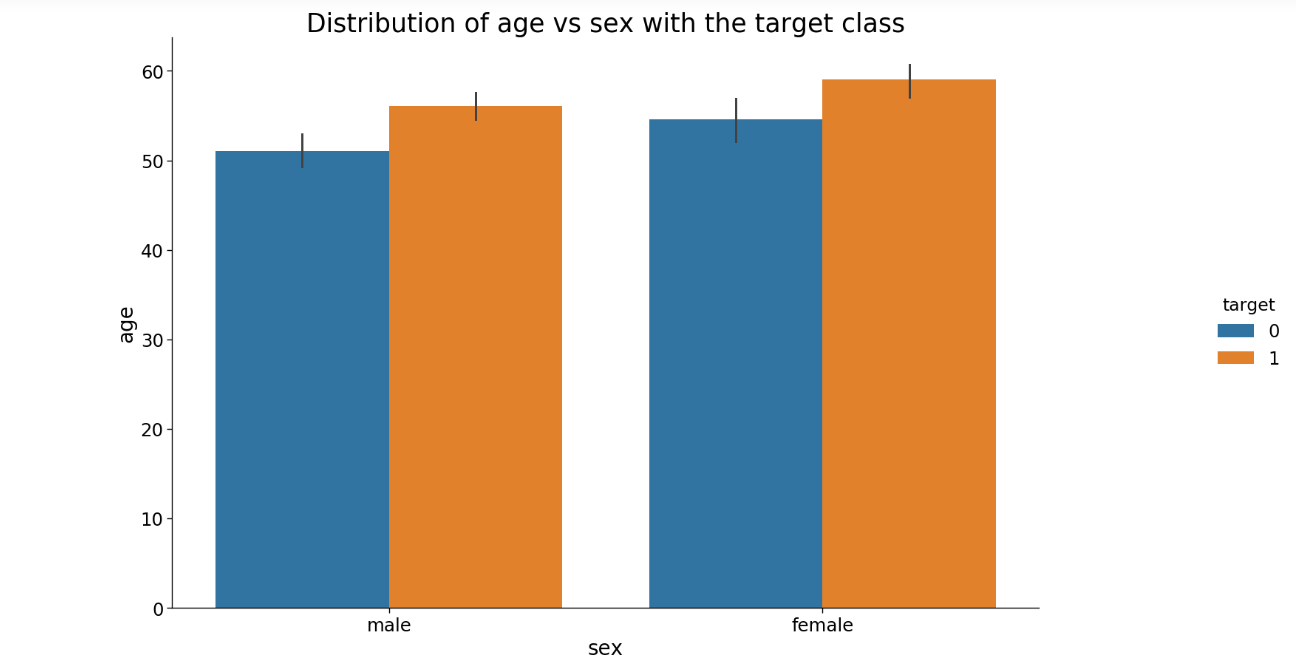 Distribution of age vs sex with the target class
60
50
40
30
20
10
0
age
male female
sex
target
0
1